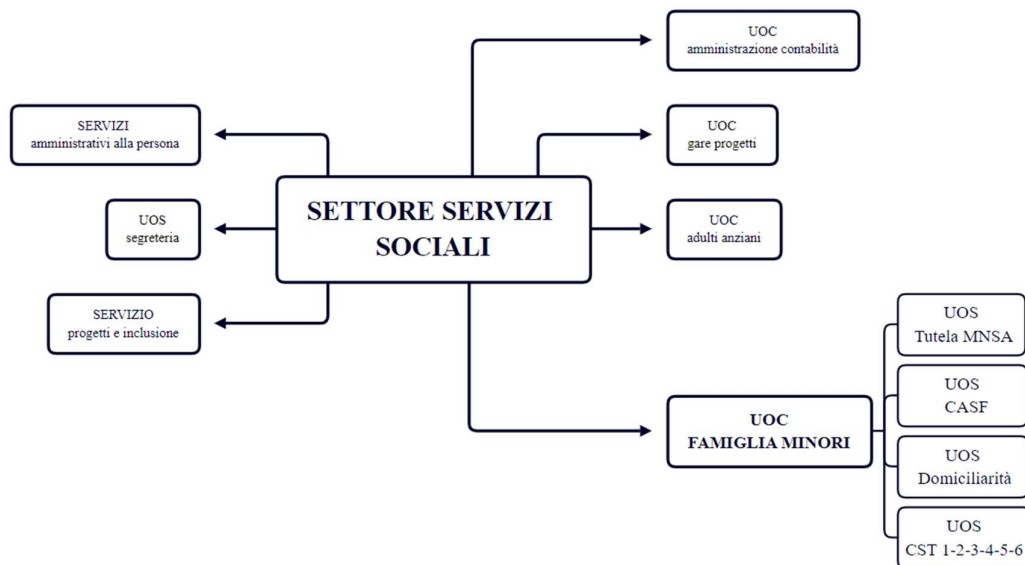 UOC
amministrazione contabilità
SERVIZI
amministrativi alla persona
UOC
gare progetti
SETTORE SERVIZI
SOCIALI
UOS
segreteria
UOC
adulti anziani
SERVIZIO
progetti e inclusione
UOC
FAMIGLIA MINORI
UOS
Tutela MNSA
UOS
CASF
UOS
Domiciliarità
UOS
CST 1-2-3-4-5-6